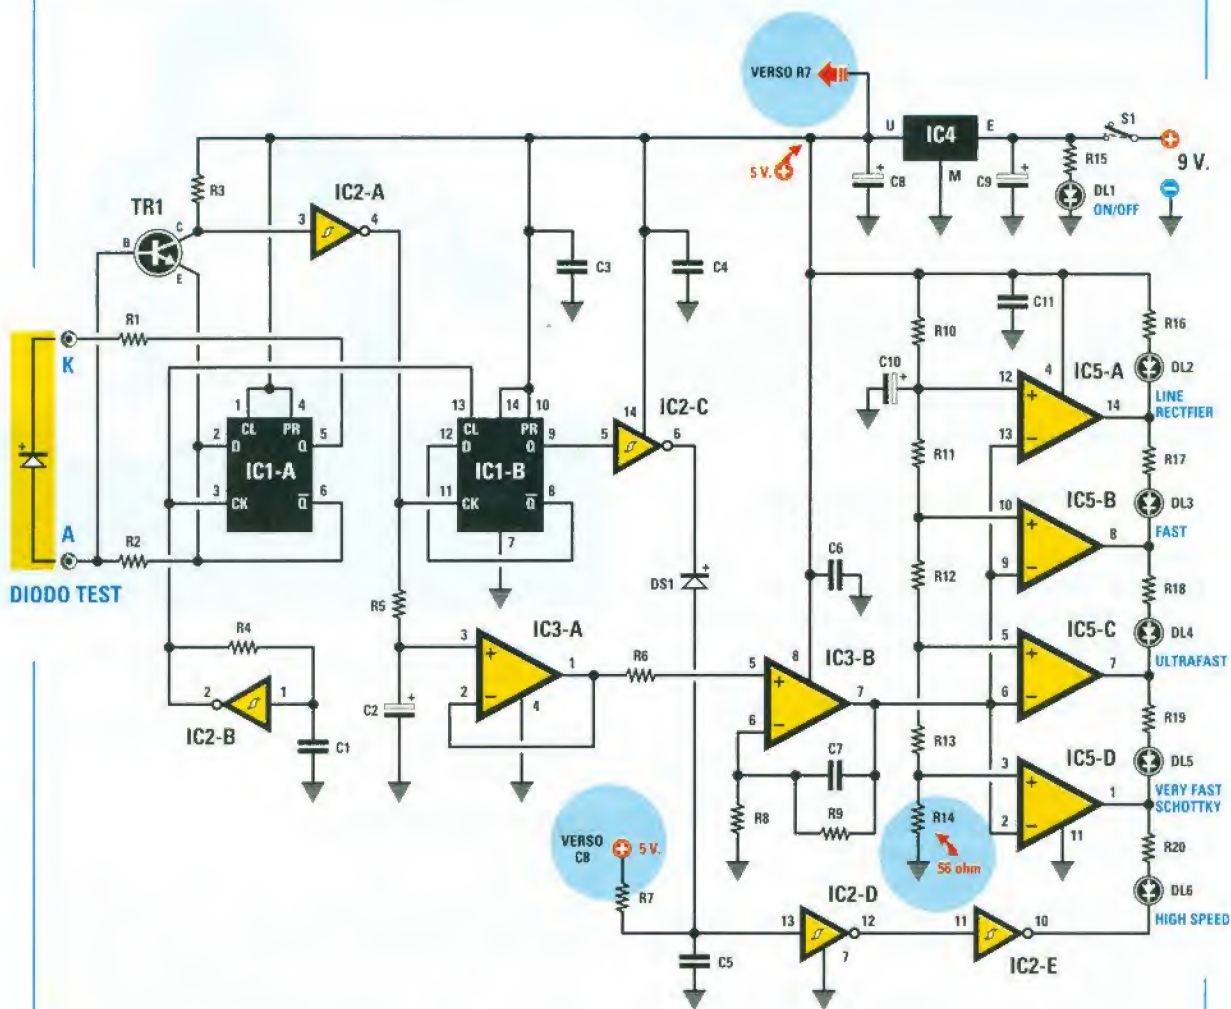 VERSO R7
U
IC4
E
S1
9 V.
R15
C8
M
C9
DL1
ON/OFF
5 V.
R3
IC2-A
TR1
B
C
E
3
4
C3
C4
R1
K
A
R2
DIODO TEST
1
4
CL
PR
2
D
Q
5
IC1-A
3
CK
Q
6
13
14
10
CL
PR
12
D
Q
9
IC1-B
11
CK
Q
8
7
14
IC2-C
5
6
R4
2
1
IC2-B
C1
R5
C2
3
IC3-A
1
2
4
R6
DS1
C6
5
8
IC3-B
7
6
C7
R9
R8
VERSO
C8
5 V.
R7
C5
13
IC2-D
12
7
11
10
IC2-E
R10
C10
R11
R12
R13
R14
56 ohm
C11
12
4
IC5-A
14
13
10
IC5-B
8
9
5
IC5-C
7
6
3
IC5-D
1
2
11
R16
DL2
LINE
RECTFIER
R17
DL3
FAST
R18
DL4
ULTRAFAST
R19
DL5
VERY FAST
SCHOTTKY
R20
DL6
HIGH SPEED